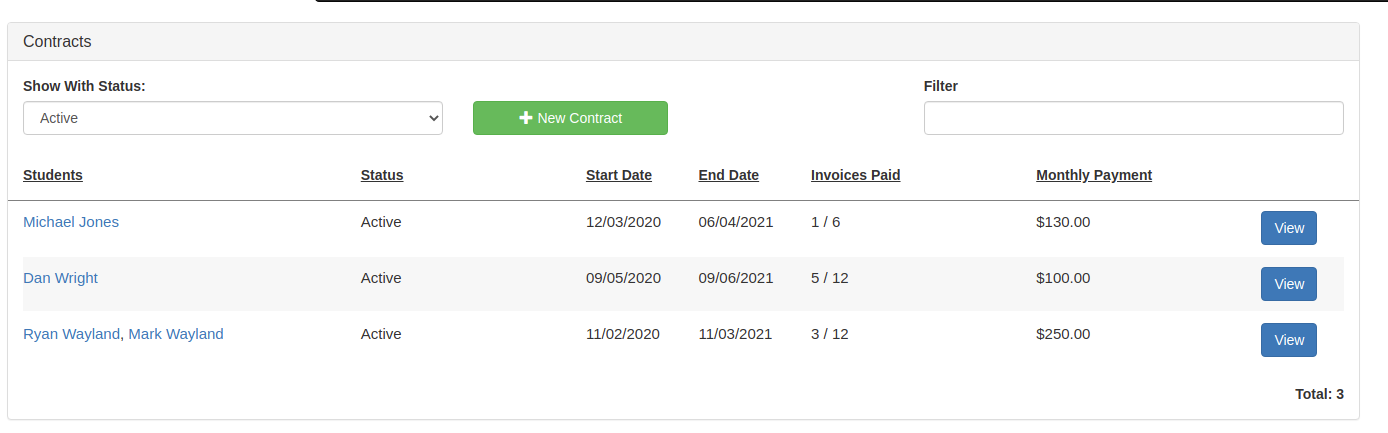 Contracts
Show With Status: Filter
Active New Contract
Students Status Start Date End Date Invoices Paid Monthly Payment
Michael Jones Active 12/03/2020 06/04/2021 1 / 6 $130.00 View
Dan Wright Active 09/05/2020 09/06/2021 5 / 12 $100.00 View
Ryan Wayland, Mark Wayland Active 11/02/2020 11/03/2021 3 / 12 $250.00 View
Total: 3